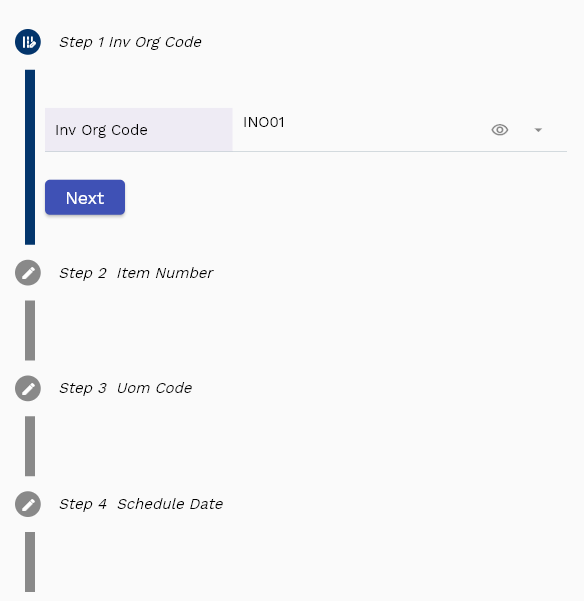 Step 1 Inv Org Code
Inv Org Code
INO01
Next
Step 2 Item Number
Step 3 Uom Code
Step 4 Schedule Date